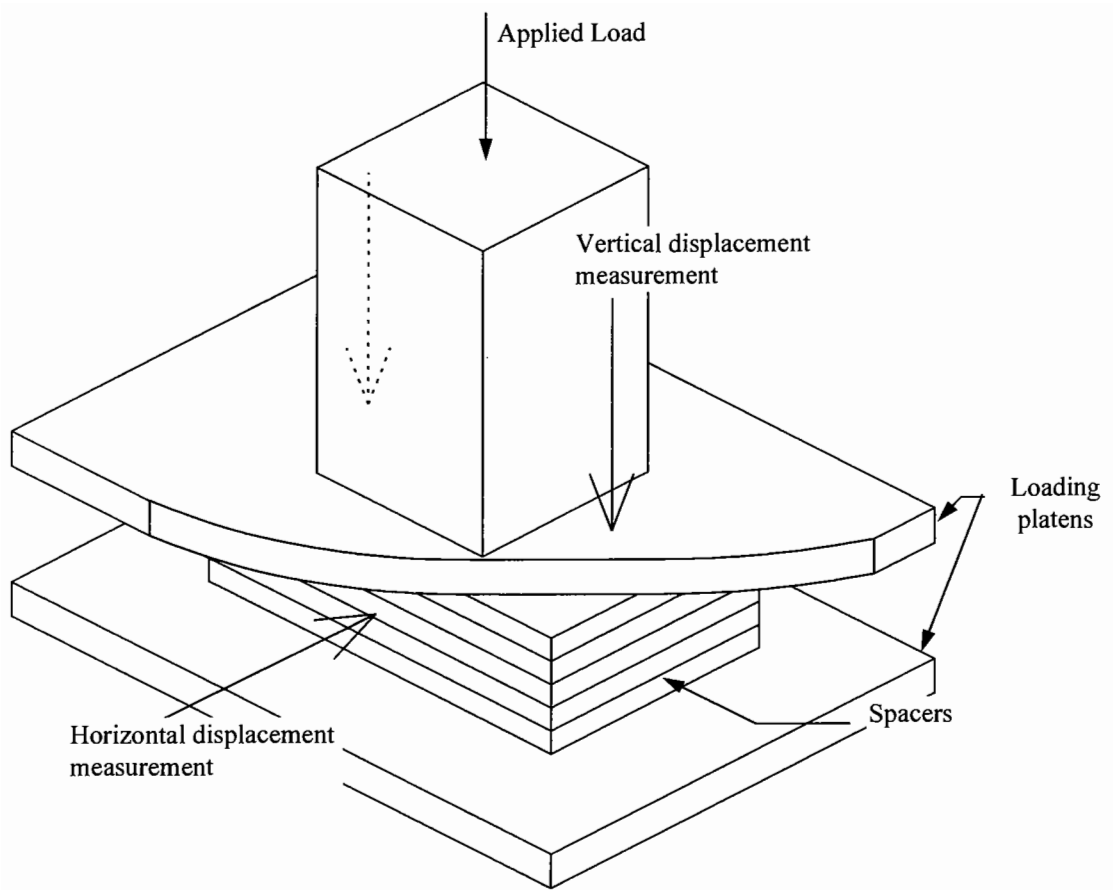 Applied Load
Vertical displacement
measurement
Loading
platens
Spacers
Horizontal displacement
measurement